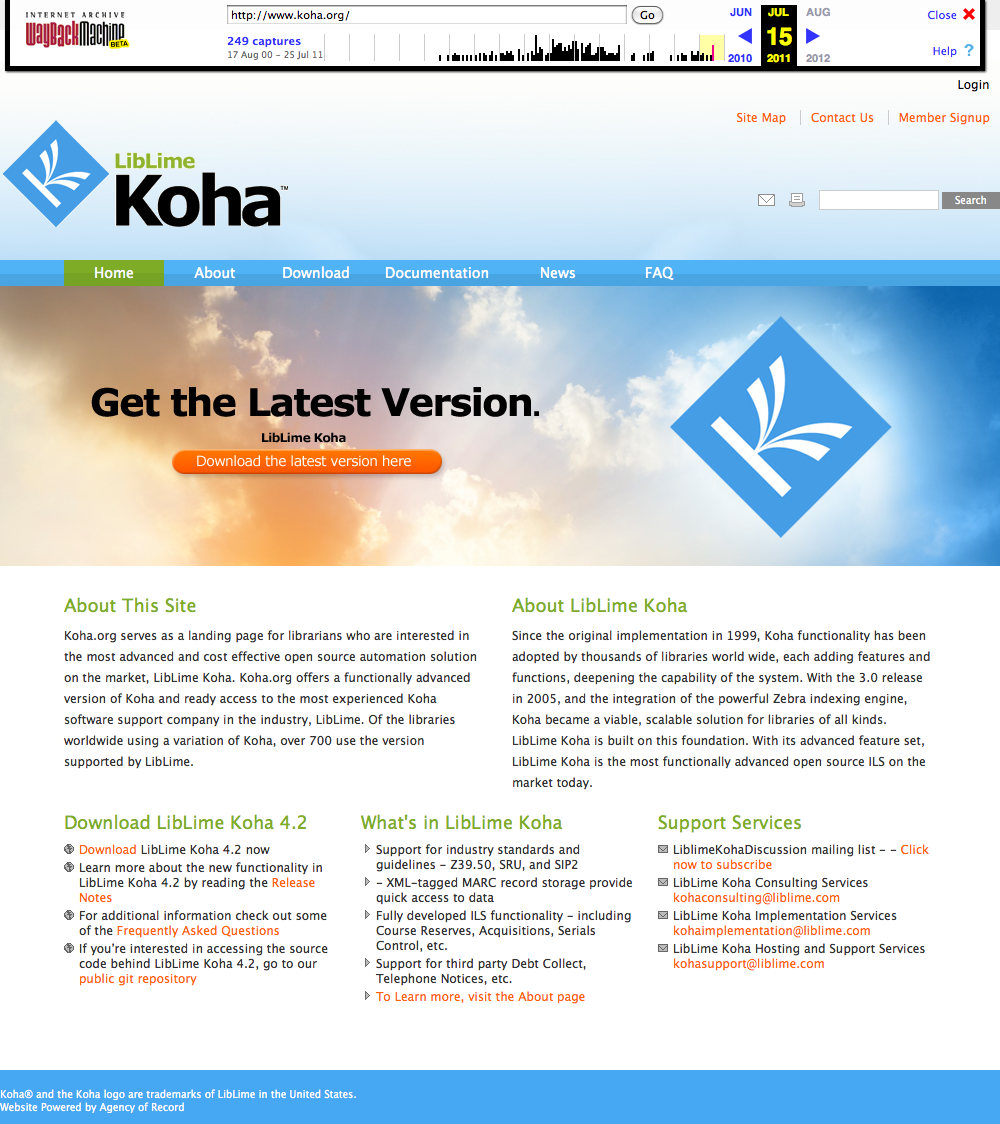 INTERNET ARCHIVE
WayBackMachine
BETA
http://www.koha.org/
Go
249 captures
17 Aug 00 - 25 Jul 11
JUN JUL AUG
15
2010 2011 2012
Close
Help ?
Login
Site Map Contact Us Member Signup
LibLime
Koha™
Search
Home About Download Documentation News FAQ
Get the Latest Version.
LibLime Koha
Download the latest version here
About This Site
Koha.org serves as a landing page for librarians who are interested in
the most advanced and cost effective open source automation solution
on the market, LibLime Koha. Koha.org offers a functionally advanced
version of Koha and ready access to the most experienced Koha
software support company in the industry, LibLime. Of the libraries
worldwide using a variation of Koha, over 700 use the version
supported by LibLime.
About LibLime Koha
Since the original implementation in 1999, Koha functionality has been
adopted by thousands of libraries world wide, each adding features and
functions, deepening the capability of the system. With the 3.0 release
in 2005, and the integration of the powerful Zebra indexing engine,
Koha became a viable, scalable solution for libraries of all kinds.
LibLime Koha is built on this foundation. With its advanced feature set,
LibLime Koha is the most functionally advanced open source ILS on the
market today.
Download LibLime Koha 4.2
Download LibLime Koha 4.2 now
Learn more about the new functionality in
LibLime Koha 4.2 by reading the Release
Notes
For additional information check out some
of the Frequently Asked Questions
If you're interested in accessing the source
code behind LibLime Koha 4.2, go to our
public git repository
What's in LibLime Koha
Support for industry standards and
guidelines - Z39.50, SRU, and SIP2
- XML-tagged MARC record storage provide
quick access to data
Fully developed ILS functionality - including
Course Reserves, Acquisitions, Serials
Control, etc.
Support for third party Debt Collect,
Telephone Notices, etc.
To Learn more, visit the About page
Support Services
LiblimeKohaDiscussion mailing list - - Click
now to subscribe
LibLime Koha Consulting Services
kohaconsulting@liblime.com
LibLime Koha Implementation Services
kohaimplementation@liblime.com
LibLime Koha Hosting and Support Services
kohasupport@liblime.com
Koha® and the Koha logo are trademarks of LibLime in the United States.
Website Powered by Agency of Record